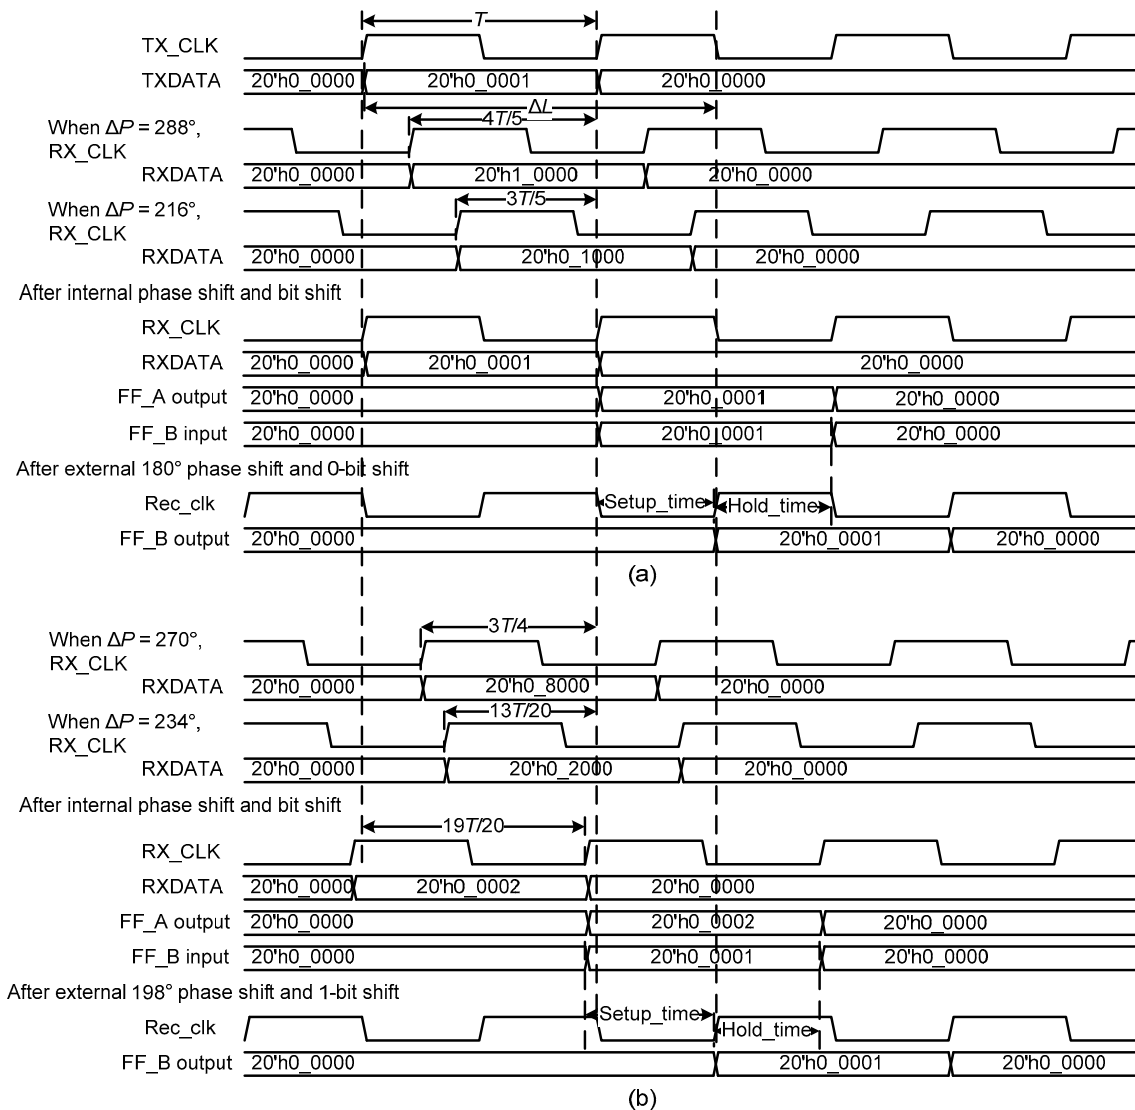 T
TX_CLK
TXDATA 20'h0_0000 20'h0_0001 20'h0_0000
ΔL
4T/5
When ΔP = 288°,
RX_CLK
RXDATA 20'h0_0000 20'h1_0000 20'h0_0000
3T/5
When ΔP = 216°,
RX_CLK
RXDATA 20'h0_0000 20'h0_1000 20'h0_0000
After internal phase shift and bit shift
RX_CLK
RXDATA 20'h0_0000 20'h0_0001 20'h0_0000
FF_A output 20'h0_0000 20'h0_0001 20'h0_0000
FF_B input 20'h0_0000 20'h0_0001 20'h0_0000
After external 180° phase shift and 0-bit shift
Rec_clk Setup_time Hold_time
FF_B output 20'h0_0000 20'h0_0001 20'h0_0000
(a)
3T/4
When ΔP = 270°,
RX_CLK
RXDATA 20'h0_0000 20'h0_8000 20'h0_0000
13T/20
When ΔP = 234°,
RX_CLK
RXDATA 20'h0_0000 20'h0_2000 20'h0_0000
After internal phase shift and bit shift
19T/20
RX_CLK
RXDATA 20'h0_0000 20'h0_0002 20'h0_0000
FF_A output 20'h0_0000 20'h0_0002 20'h0_0000
FF_B input 20'h0_0000 20'h0_0001 20'h0_0000
After external 198° phase shift and 1-bit shift
Rec_clk Setup_time Hold_time
FF_B output 20'h0_0000 20'h0_0001 20'h0_0000
(b)